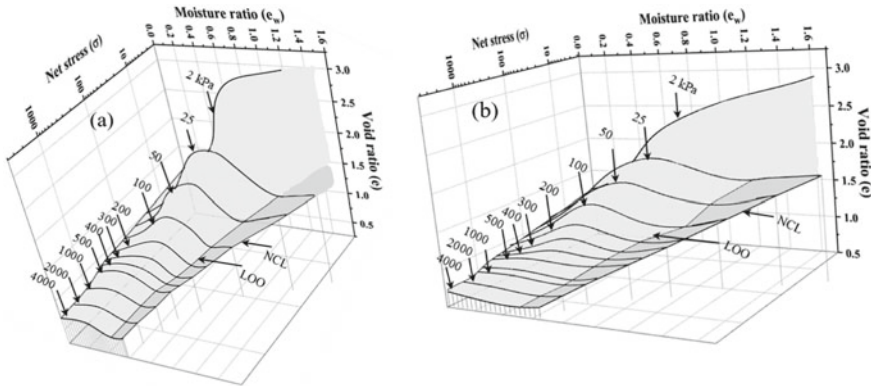 Moisture ratio (e_w)
0.0 0.2 0.4 0.6 0.8 1.0 1.2 1.4 1.6
Net stress (σ)
10
100
1000
3.0
2.5
2.0
1.5
1.0
0.5
Void ratio (e)
(a)
2 kPa
25
50
100
200
300
400
500
1000
2000
4000
NCL
LOO
Moisture ratio (e_w)
0.0 0.2 0.4 0.6 0.8 1.0 1.2 1.4 1.6
Net stress (σ)
1000
100
10
3.0
2.5
2.0
1.5
1.0
0.5
Void ratio (e)
(b)
2 kPa
25
50
100
200
300
400
500
1000
2000
4000
NCL
LOO